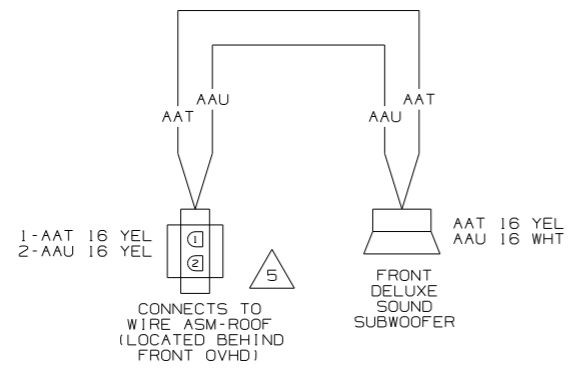 AAU
AAT
AAT
AAU
1-AAT 16 YEL
2-AAU 16 YEL
1
2
5
AAT 16 YEL
AAU 16 WHT
CONNECTS TO
WIRE ASM-ROOF
(LOCATED BEHIND
FRONT OVHD)
FRONT
DELUXE
SOUND
SUBWOOFER